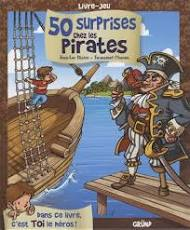 Livre-jeu
50 surprises
chez les
Pirates
Dans ce livre,
c'est Toi le héros !
GRÜND